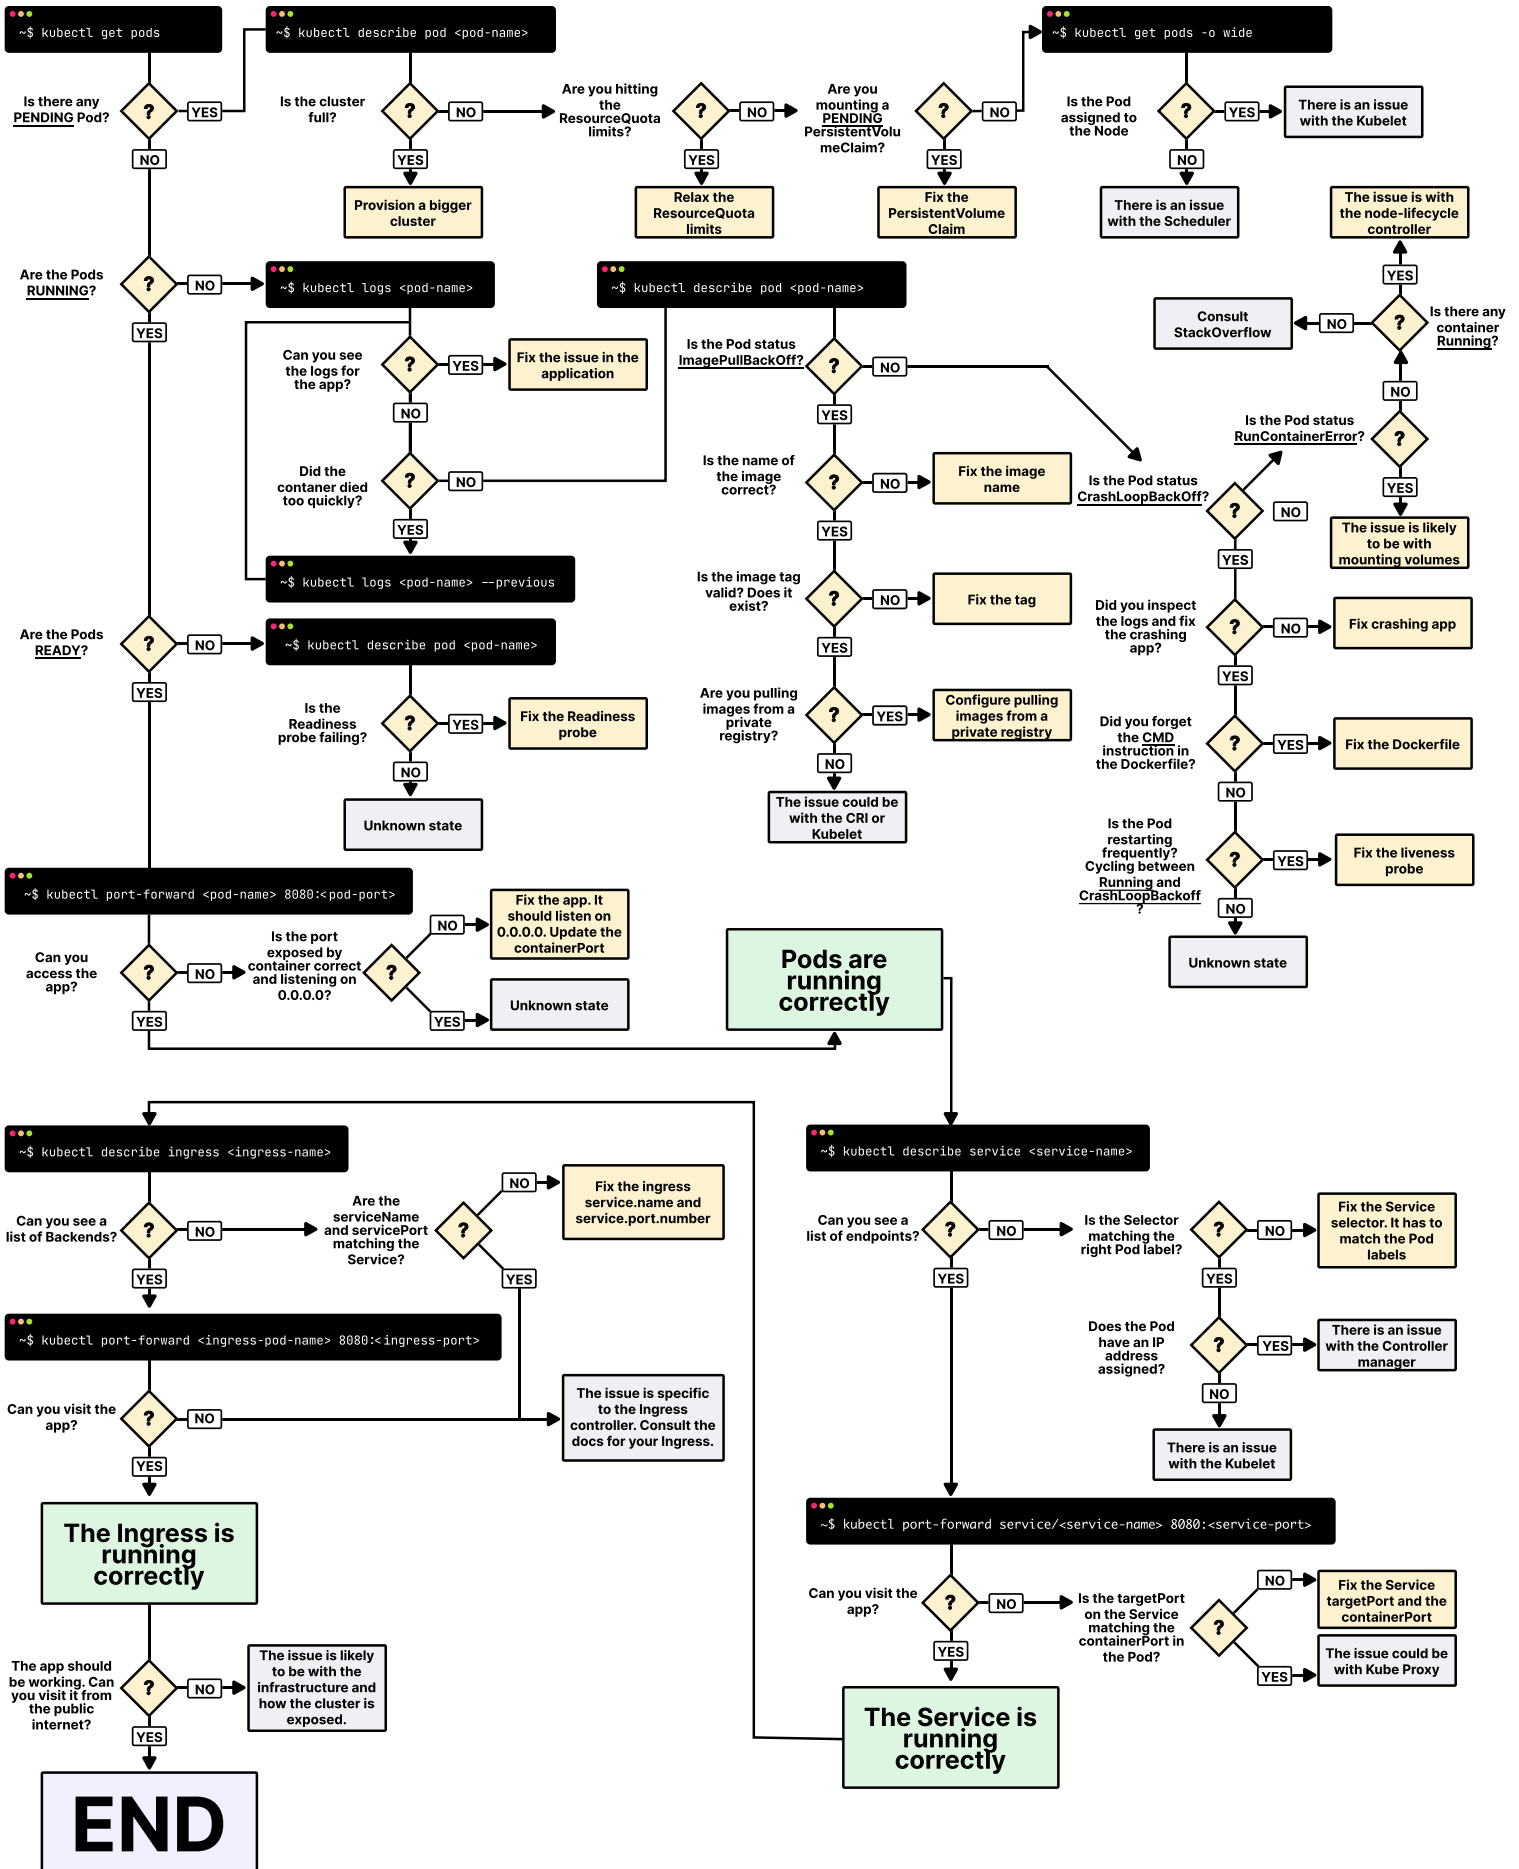 ~$ kubectl get pods
~$ kubectl describe pod <pod-name>
~$ kubectl get pods -o wide
Is there any
PENDING Pod?
?
YES
NO
Is the cluster
full?
?
NO
YES
Provision a bigger
cluster
Are you hitting
the
ResourceQuota
limits?
?
NO
YES
Relax the
ResourceQuota
limits
Are you
mounting a
PENDING
PersistentVolu
meClaim?
?
NO
YES
Fix the
PersistentVolume
Claim
Is the Pod
assigned to
the Node
?
YES
There is an issue
with the Kubelet
NO
There is an issue
with the Scheduler
The issue is with
the node-lifecycle
controller
YES
Is there any
container
Running?
?
NO
Consult
StackOverflow
NO
Is the Pod status
RunContainerError?
?
YES
The issue is likely
to be with
mounting volumes
Are the Pods
RUNNING?
?
NO
YES
~$ kubectl logs <pod-name>
Can you see
the logs for
the app?
?
YES
Fix the issue in the
application
NO
Did the
contaner died
too quickly?
?
NO
YES
~$ kubectl logs <pod-name> --previous
~$ kubectl describe pod <pod-name>
Is the Pod status
ImagePullBackOff?
?
NO
YES
Is the name of
the image
correct?
?
NO
Fix the image
name
YES
Is the image tag
valid? Does it
exist?
?
NO
Fix the tag
YES
Are you pulling
images from a
private
registry?
?
YES
Configure pulling
images from a
private registry
NO
The issue could be
with the CRI or
Kubelet
Is the Pod status
CrashLoopBackOff?
?
NO
YES
Did you inspect
the logs and fix
the crashing
app?
?
NO
Fix crashing app
YES
Did you forget
the CMD
instruction in
the Dockerfile?
?
YES
Fix the Dockerfile
NO
Is the Pod
restarting
frequently?
Cycling between
Running and
CrashLoopBackoff
?
?
YES
Fix the liveness
probe
NO
Unknown state
Are the Pods
READY?
?
NO
YES
~$ kubectl describe pod <pod-name>
Is the
Readiness
probe failing?
?
YES
Fix the Readiness
probe
NO
Unknown state
~$ kubectl port-forward <pod-name> 8080:<pod-port>
Can you
access the
app?
?
NO
YES
Is the port
exposed by
container correct
and listening on
0.0.0.0?
?
NO
Fix the app. It
should listen on
0.0.0.0. Update the
containerPort
YES
Unknown state
Pods are
running
correctly
~$ kubectl describe ingress <ingress-name>
Can you see a
list of Backends?
?
NO
YES
Are the
serviceName
and servicePort
matching the
Service?
?
NO
Fix the ingress
service.name and
service.port.number
YES
~$ kubectl port-forward <ingress-pod-name> 8080:<ingress-port>
Can you visit the
app?
?
NO
The issue is specific
to the Ingress
controller. Consult the
docs for your Ingress.
YES
The Ingress is
running
correctly
The app should
be working. Can
you visit it from
the public
internet?
?
NO
The issue is likely
to be with the
infrastructure and
how the cluster is
exposed.
YES
END
~$ kubectl describe service <service-name>
Can you see a
list of endpoints?
?
NO
YES
Is the Selector
matching the
right Pod label?
?
NO
Fix the Service
selector. It has to
match the Pod
labels
YES
Does the Pod
have an IP
address
assigned?
?
YES
There is an issue
with the Controller
manager
NO
There is an issue
with the Kubelet
~$ kubectl port-forward service/<service-name> 8080:<service-port>
Can you visit the
app?
?
NO
YES
Is the targetPort
on the Service
matching the
containerPort in
the Pod?
?
NO
Fix the Service
targetPort and the
containerPort
YES
The issue could be
with Kube Proxy
The Service is
running
correctly